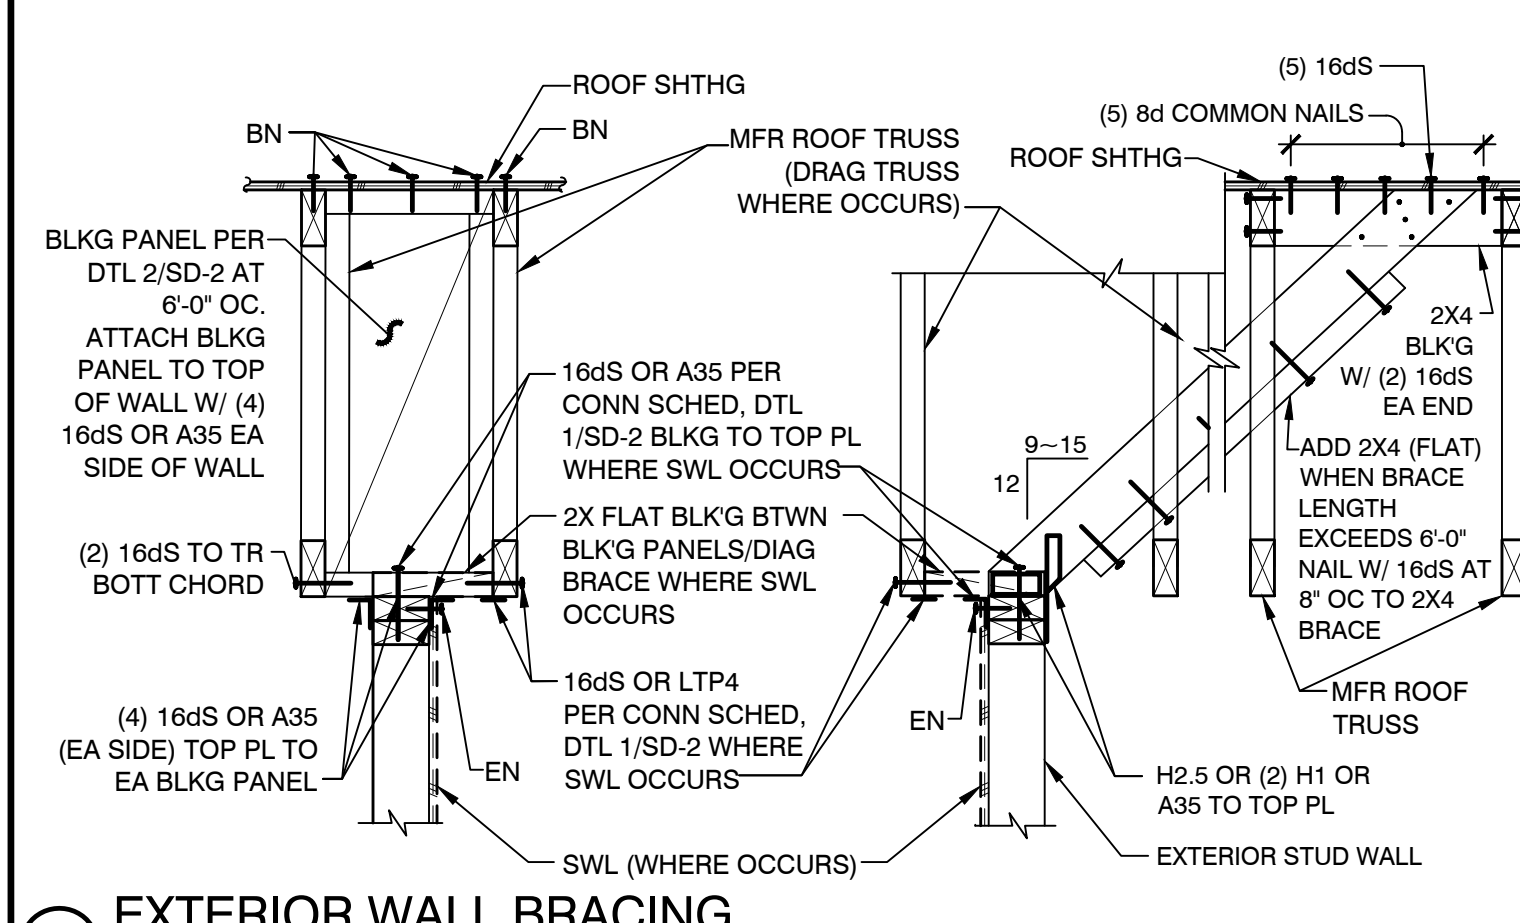 ROOF SHTHG
BN
BN
MFR ROOF TRUSS
(DRAG TRUSS
WHERE OCCURS)
BLKG PANEL PER
DTL 2/SD-2 AT
6'-0" OC.
ATTACH BLKG
PANEL TO TOP
OF WALL W/ (4)
16dS OR A35 EA
SIDE OF WALL
(2) 16dS TO TR
BOTT CHORD
(4) 16dS OR A35
(EA SIDE) TOP PL TO
EA BLKG PANEL
16dS OR A35 PER
CONN SCHED, DTL
1/SD-2 BLKG TO TOP PL
WHERE SWL OCCURS
2X FLAT BLK'G BTWN
BLK'G PANELS/DIAG
BRACE WHERE SWL
OCCURS
16dS OR LTP4
PER CONN SCHED,
DTL 1/SD-2 WHERE
SWL OCCURS
EN
SWL (WHERE OCCURS)
(5) 16dS
(5) 8d COMMON NAILS
ROOF SHTHG
9~15
12
2X4
BLK'G
W/ (2) 16dS
EA END
ADD 2X4 (FLAT)
WHEN BRACE
LENGTH
EXCEEDS 6'-0"
NAIL W/ 16dS AT
8" OC TO 2X4
BRACE
MFR ROOF
TRUSS
EN
H2.5 OR (2) H1 OR
A35 TO TOP PL
EXTERIOR STUD WALL
EXTERIOR WALL BRACING